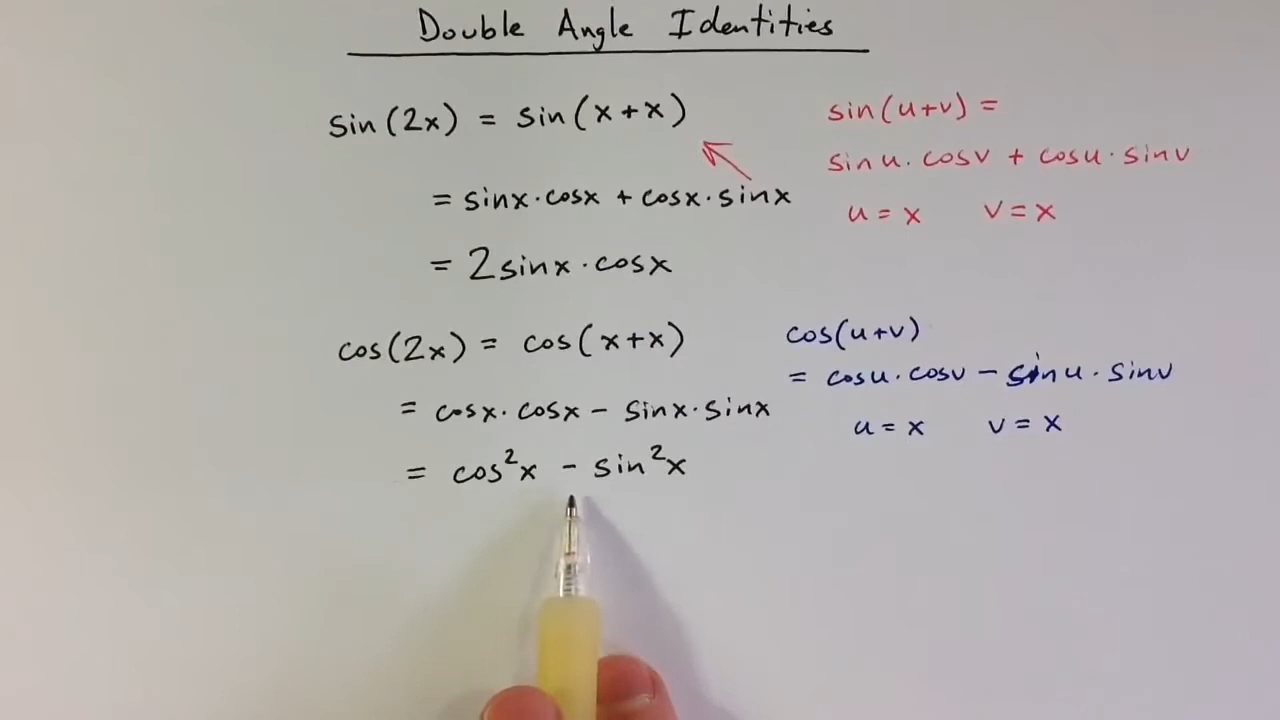 Double Angle Identities
sin(2x) = sin(x+x)
sin(u+v) =
sinu·cosv + cosu·sinv
u = x v = x
= sinx·cosx + cosx·sinx
= 2sinx·cosx
cos(2x) = cos(x+x)
cos(u+v)
= cosu·cosv − sinu·sinv
u = x v = x
= cosx·cosx − sinx·sinx
= cos²x − sin²x